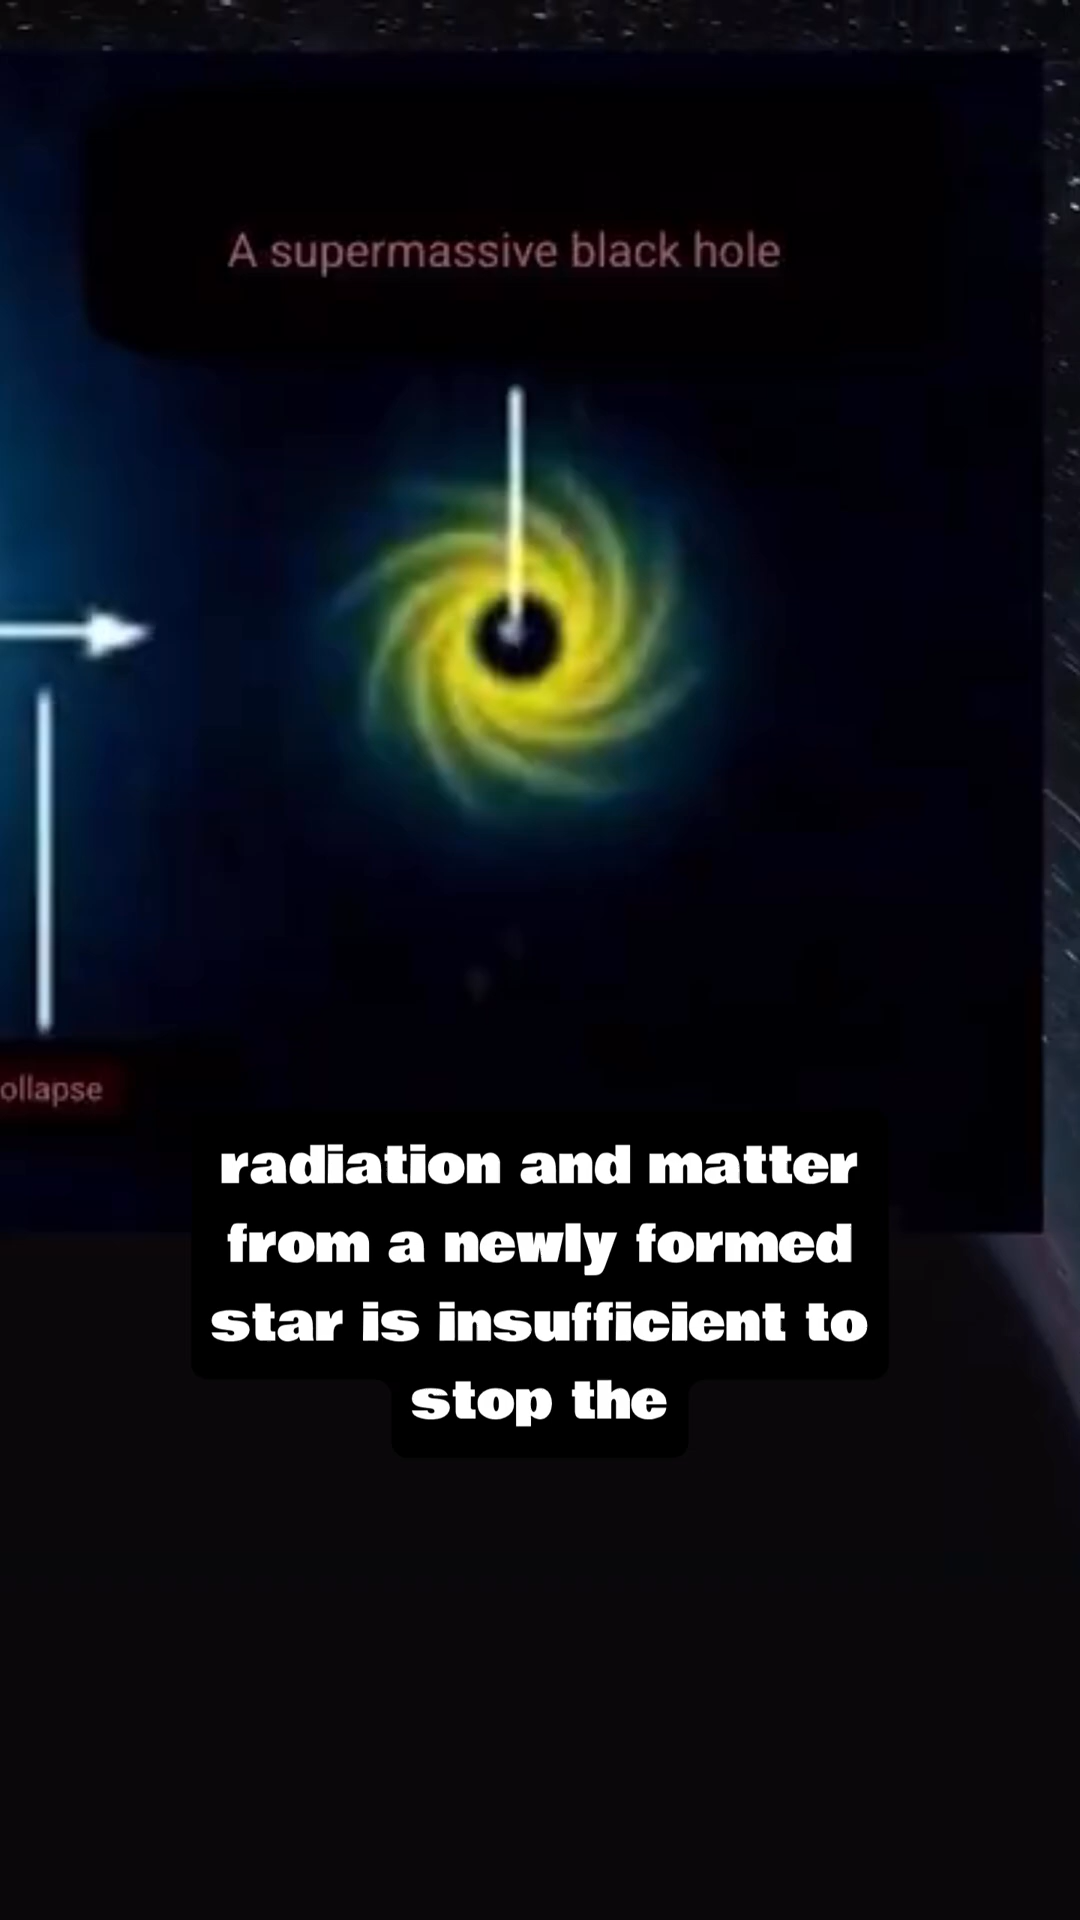 A supermassive black hole
ollapse
radiation and matter
from a newly formed
star is insufficient to
stop the